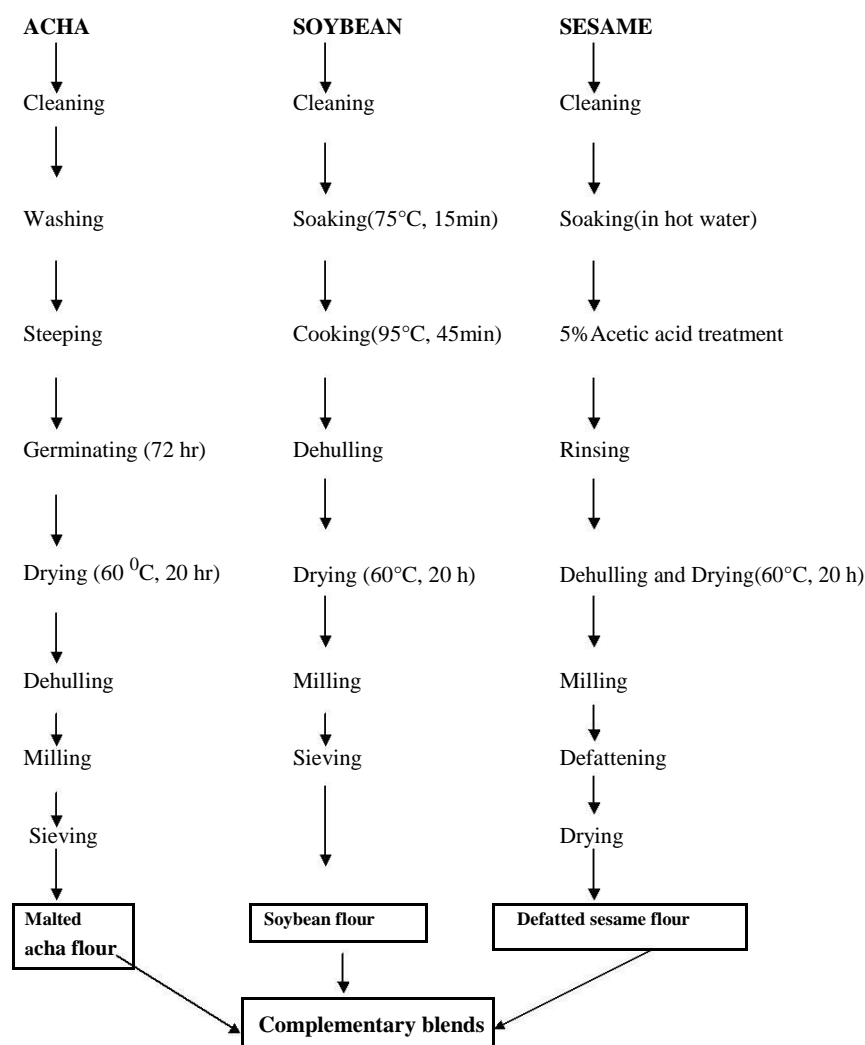 ACHA
SOYBEAN
SESAME
Cleaning
Cleaning
Cleaning
Washing
Soaking(75°C, 15min)
Soaking(in hot water)
Steeping
Cooking(95°C, 45min)
5%Acetic acid treatment
Germinating (72 hr)
Dehulling
Rinsing
Drying (60 ⁰C, 20 hr)
Drying (60°C, 20 h)
Dehulling and Drying(60°C, 20 h)
Dehulling
Milling
Milling
Milling
Sieving
Defattening
Sieving
Drying
Malted
acha flour
Soybean flour
Defatted sesame flour
Complementary blends